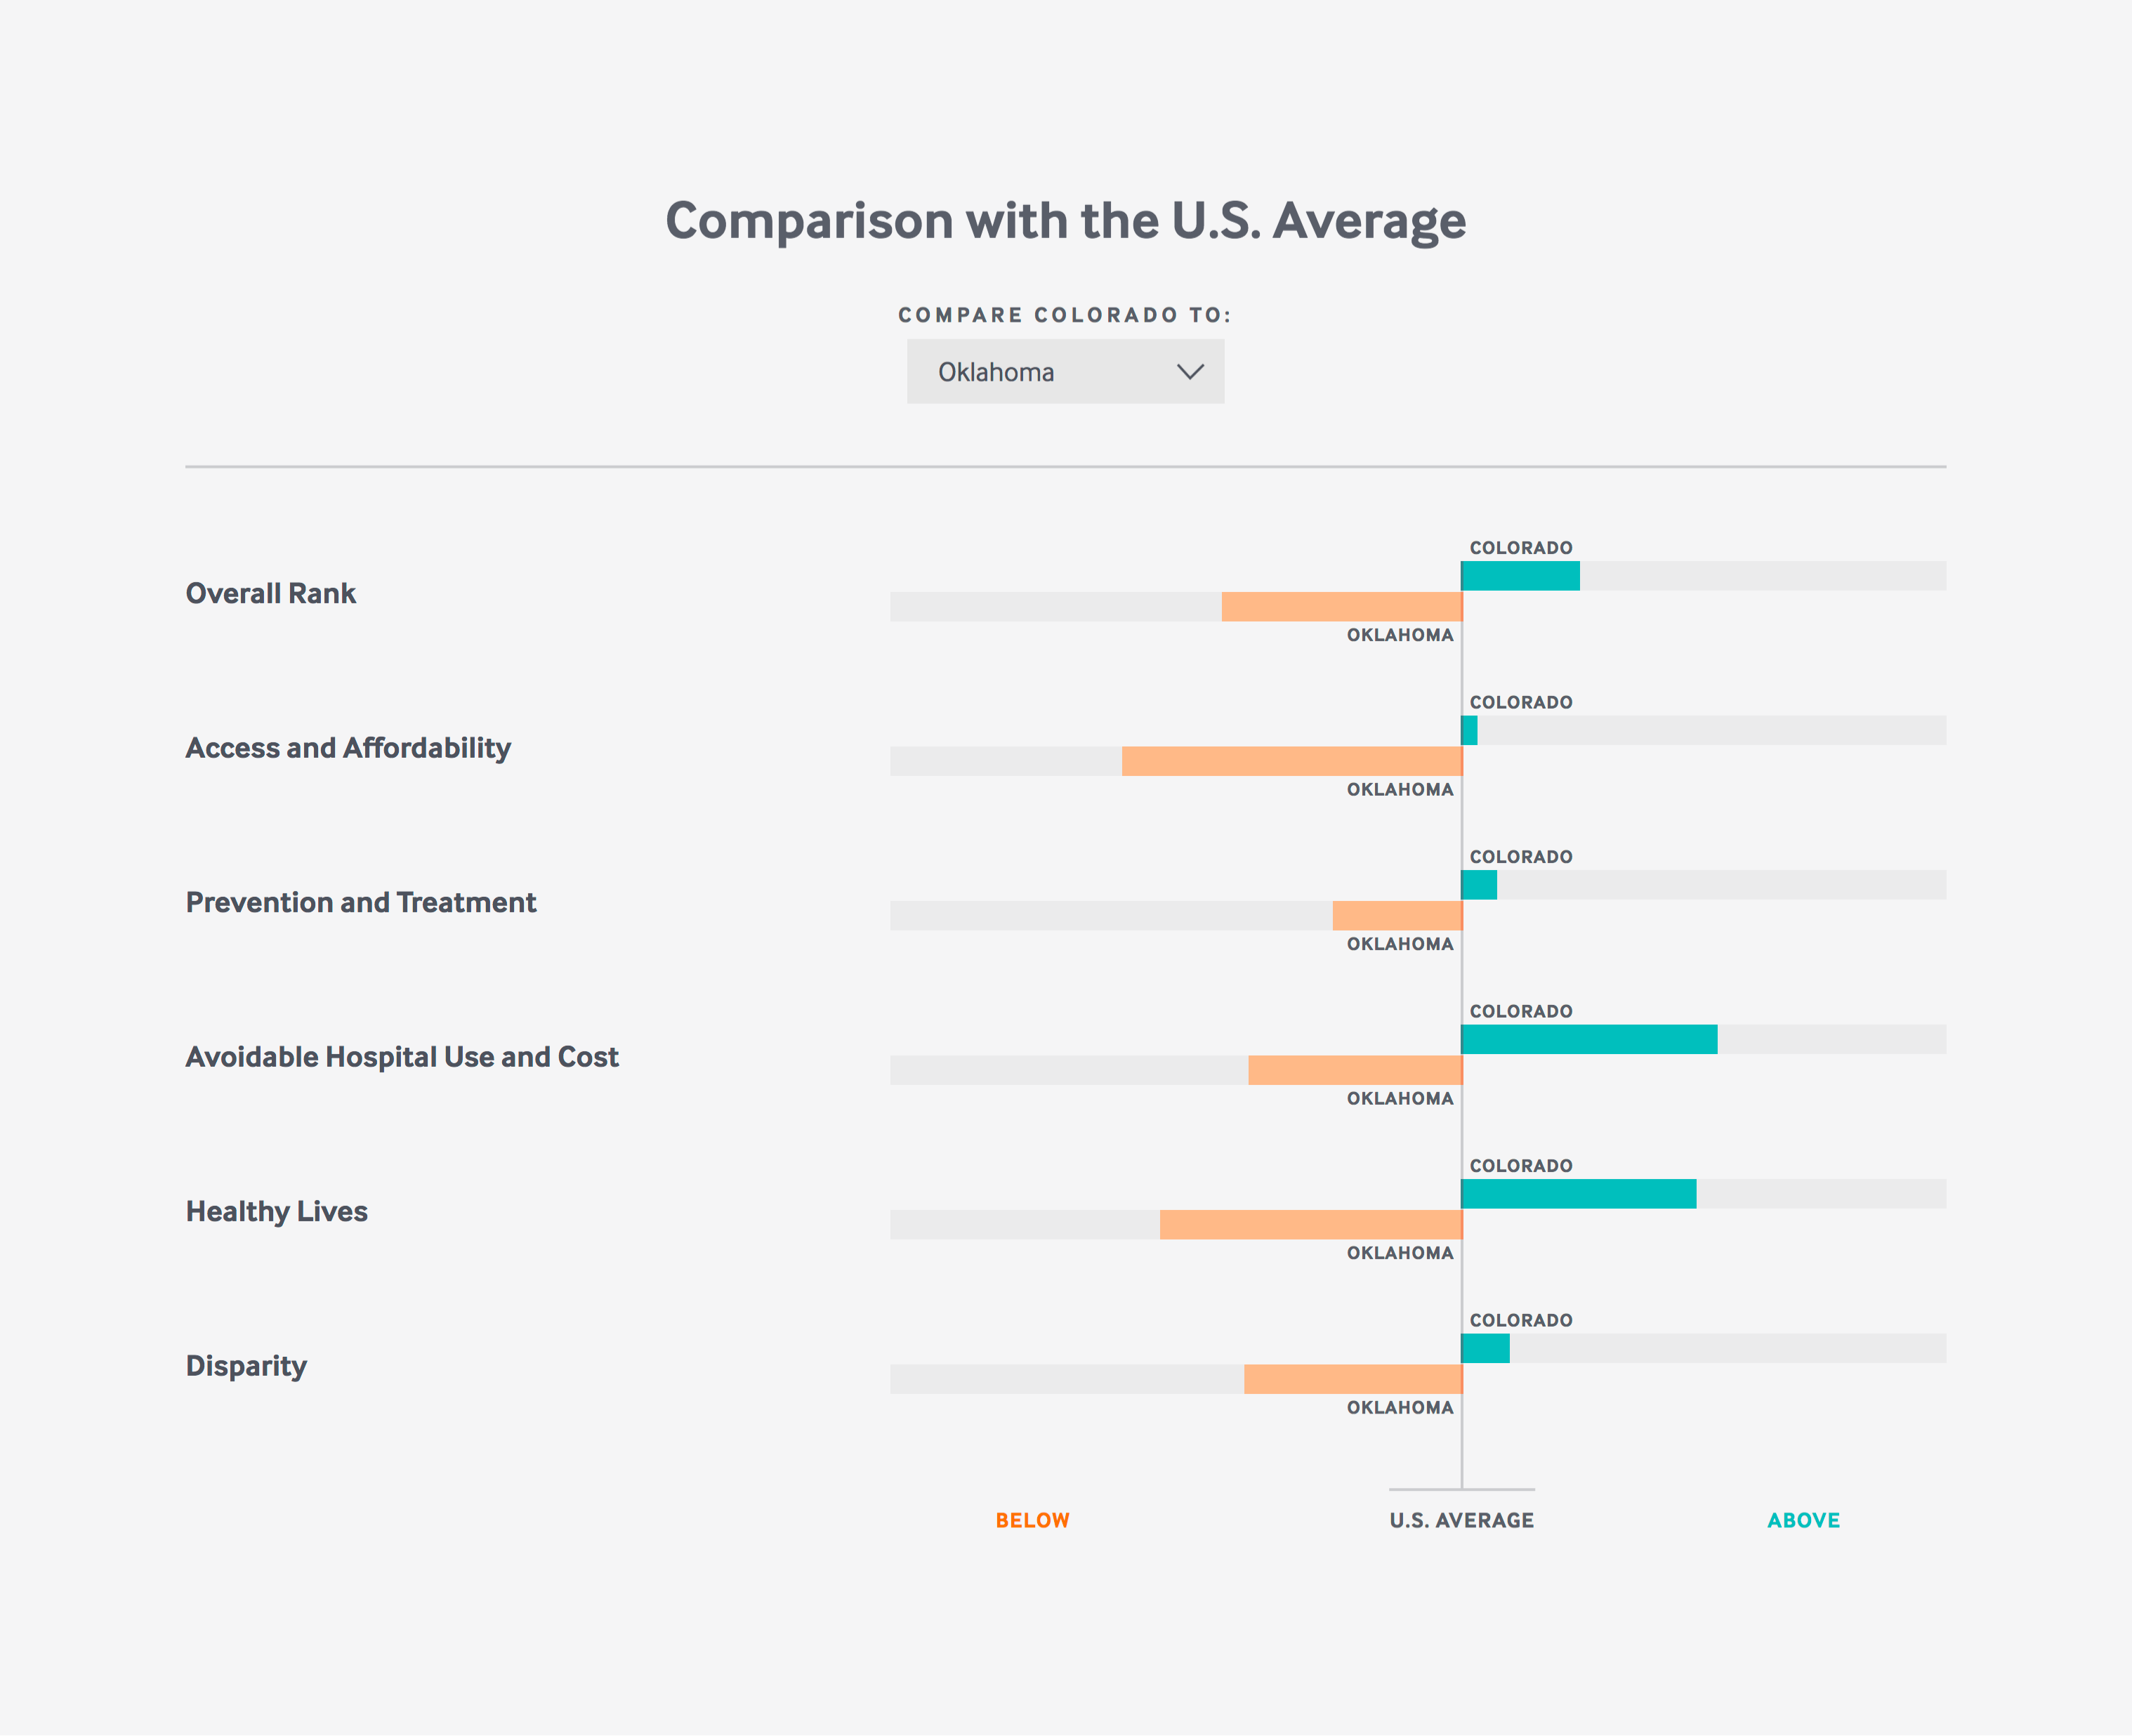 Comparison with the U.S. Average
COMPARE COLORADO TO:
Oklahoma
COLORADO
Overall Rank
OKLAHOMA
COLORADO
Access and Affordability
OKLAHOMA
COLORADO
Prevention and Treatment
OKLAHOMA
COLORADO
Avoidable Hospital Use and Cost
OKLAHOMA
COLORADO
Healthy Lives
OKLAHOMA
COLORADO
Disparity
OKLAHOMA
BELOW U.S. AVERAGE ABOVE